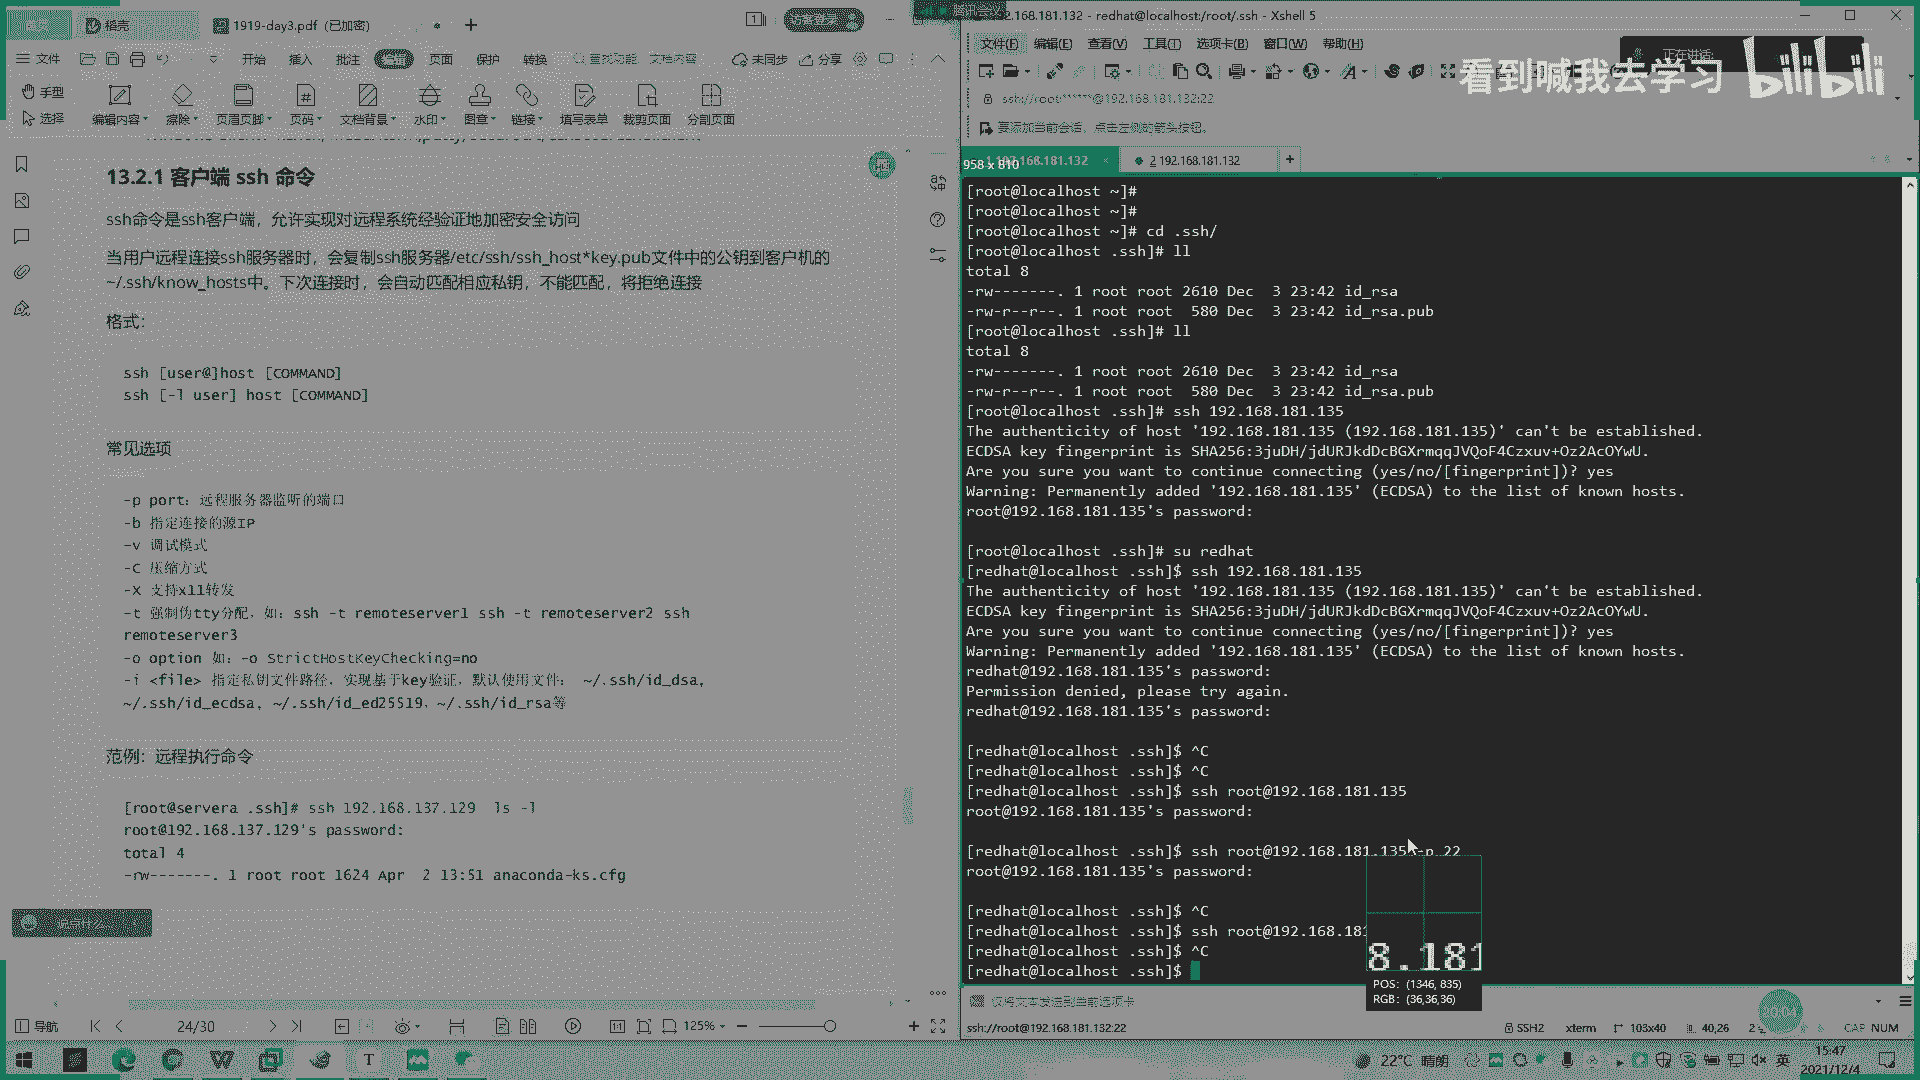 稻壳
1919-day3.pdf (已加密)
访客登录
文件
开始
插入
批注
编辑
页面
保护
转换
查找功能、文档内容
未同步
分享
手型
选择
编辑内容
擦除
页眉页脚
页码
文档背景
水印
图章
链接
填写表单
裁剪页面
分割页面
13.2.1 客户端 ssh 命令
ssh命令是ssh客户端，允许实现对远程系统经验证地加密安全访问
当用户远程连接ssh服务器时，会复制ssh服务器/etc/ssh/ssh_host*key.pub文件中的公钥到客户机的
~/.ssh/know_hosts中。下次连接时，会自动匹配相应私钥，不能匹配，将拒绝连接
格式：
ssh [user@]host [COMMAND]
ssh [-l user] host [COMMAND]
常见选项
-p port：远程服务器监听的端口
-b 指定连接的源IP
-v 调试模式
-C 压缩方式
-X 支持x11转发
-t 强制伪tty分配，如：ssh -t remoteserver1 ssh -t remoteserver2 ssh
remoteserver3
-o option 如：-o StrictHostKeyChecking=no
-i <file> 指定私钥文件路径，实现基于key验证，默认使用文件： ~/.ssh/id_dsa,
~/.ssh/id_ecdsa, ~/.ssh/id_ed25519, ~/.ssh/id_rsa等
范例：远程执行命令
[root@servera .ssh]# ssh 192.168.137.129 ls -l
root@192.168.137.129's password:
total 4
-rw-------. 1 root root 1624 Apr 2 13:51 anaconda-ks.cfg
说点什么...
导航
24/30
125%
192.168.181.132 - redhat@localhost:/root/.ssh - Xshell 5
文件(F) 编辑(E) 查看(V) 工具(T) 选项卡(B) 窗口(W) 帮助(H)
正在讲话:
看到喊我去学习 bilibili
ssh://root:******@192.168.181.132:22
要添加当前会话，点击左侧的箭头按钮。
192.168.181.132
958 x 810
2 192.168.181.132
[root@localhost ~]#
[root@localhost ~]#
[root@localhost ~]# cd .ssh/
[root@localhost .ssh]# ll
total 8
-rw-------. 1 root root 2610 Dec 3 23:42 id_rsa
-rw-r--r--. 1 root root 580 Dec 3 23:42 id_rsa.pub
[root@localhost .ssh]# ll
total 8
-rw-------. 1 root root 2610 Dec 3 23:42 id_rsa
-rw-r--r--. 1 root root 580 Dec 3 23:42 id_rsa.pub
[root@localhost .ssh]# ssh 192.168.181.135
The authenticity of host '192.168.181.135 (192.168.181.135)' can't be established.
ECDSA key fingerprint is SHA256:3juDH/jdURJkdDcBGXrmqqJVQoF4Czxuv+Oz2AcOYwU.
Are you sure you want to continue connecting (yes/no/[fingerprint])? yes
Warning: Permanently added '192.168.181.135' (ECDSA) to the list of known hosts.
root@192.168.181.135's password:
[root@localhost .ssh]# su redhat
[redhat@localhost .ssh]$ ssh 192.168.181.135
The authenticity of host '192.168.181.135 (192.168.181.135)' can't be established.
ECDSA key fingerprint is SHA256:3juDH/jdURJkdDcBGXrmqqJVQoF4Czxuv+Oz2AcOYwU.
Are you sure you want to continue connecting (yes/no/[fingerprint])? yes
Warning: Permanently added '192.168.181.135' (ECDSA) to the list of known hosts.
redhat@192.168.181.135's password:
Permission denied, please try again.
redhat@192.168.181.135's password:
[redhat@localhost .ssh]$ ^C
[redhat@localhost .ssh]$ ^C
[redhat@localhost .ssh]$ ssh root@192.168.181.135
root@192.168.181.135's password:
[redhat@localhost .ssh]$ ssh root@192.168.181.135 -p 22
root@192.168.181.135's password:
[redhat@localhost .ssh]$ ^C
[redhat@localhost .ssh]$ ssh root@192.168.181
[redhat@localhost .ssh]$ ^C
[redhat@localhost .ssh]$
8.181
POS: (1346, 835)
RGB: (36,36,36)
仅将文本发送到当前选项卡
ssh://root@192.168.181.132:22
SSH2 xterm 103x40 40,26 CAP NUM
22°C 晴朗
英
15:47
2021/12/4